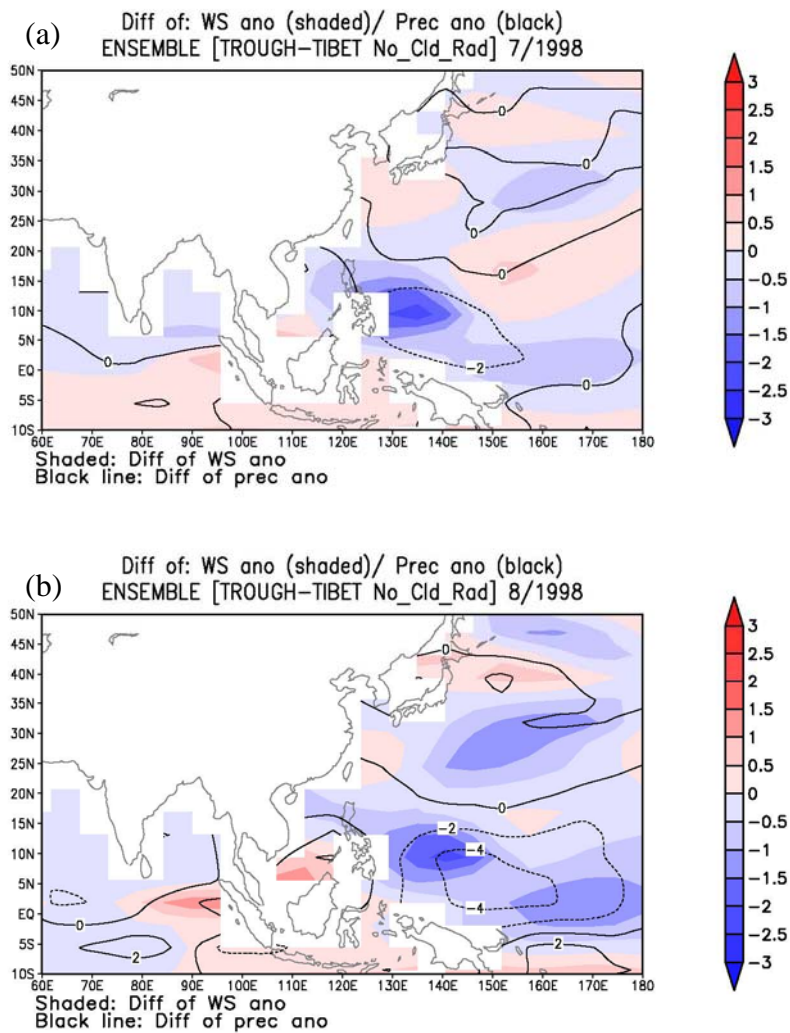 (a)
Diff of: WS ano (shaded)/ Prec ano (black)
ENSEMBLE [TROUGH-TIBET No_Cld_Rad] 7/1998
50N
45N
40N
35N
30N
25N
20N
15N
10N
5N
EQ
5S
10S
60E 70E 80E 90E 100E 110E 120E 130E 140E 150E 160E 170E 180
0
0
0
0
0
0
-2
0
3
2.5
2
1.5
1
0.5
0
-0.5
-1
-1.5
-2
-2.5
-3
Shaded: Diff of WS ano
Black line: Diff of prec ano
(b)
Diff of: WS ano (shaded)/ Prec ano (black)
ENSEMBLE [TROUGH-TIBET No_Cld_Rad] 8/1998
50N
45N
40N
35N
30N
25N
20N
15N
10N
5N
EQ
5S
10S
60E 70E 80E 90E 100E 110E 120E 130E 140E 150E 160E 170E 180
0
0
-2
-4
-4
0
2
2
3
2.5
2
1.5
1
0.5
0
-0.5
-1
-1.5
-2
-2.5
-3
Shaded: Diff of WS ano
Black line: Diff of prec ano